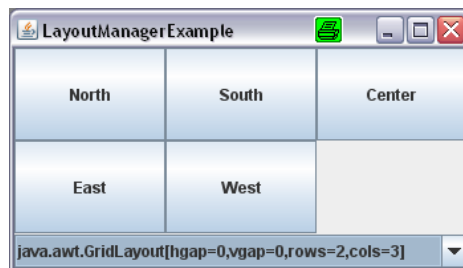 LayoutManagerExample
North South Center
East West
java.awt.GridLayout[hgap=0,vgap=0,rows=2,cols=3]